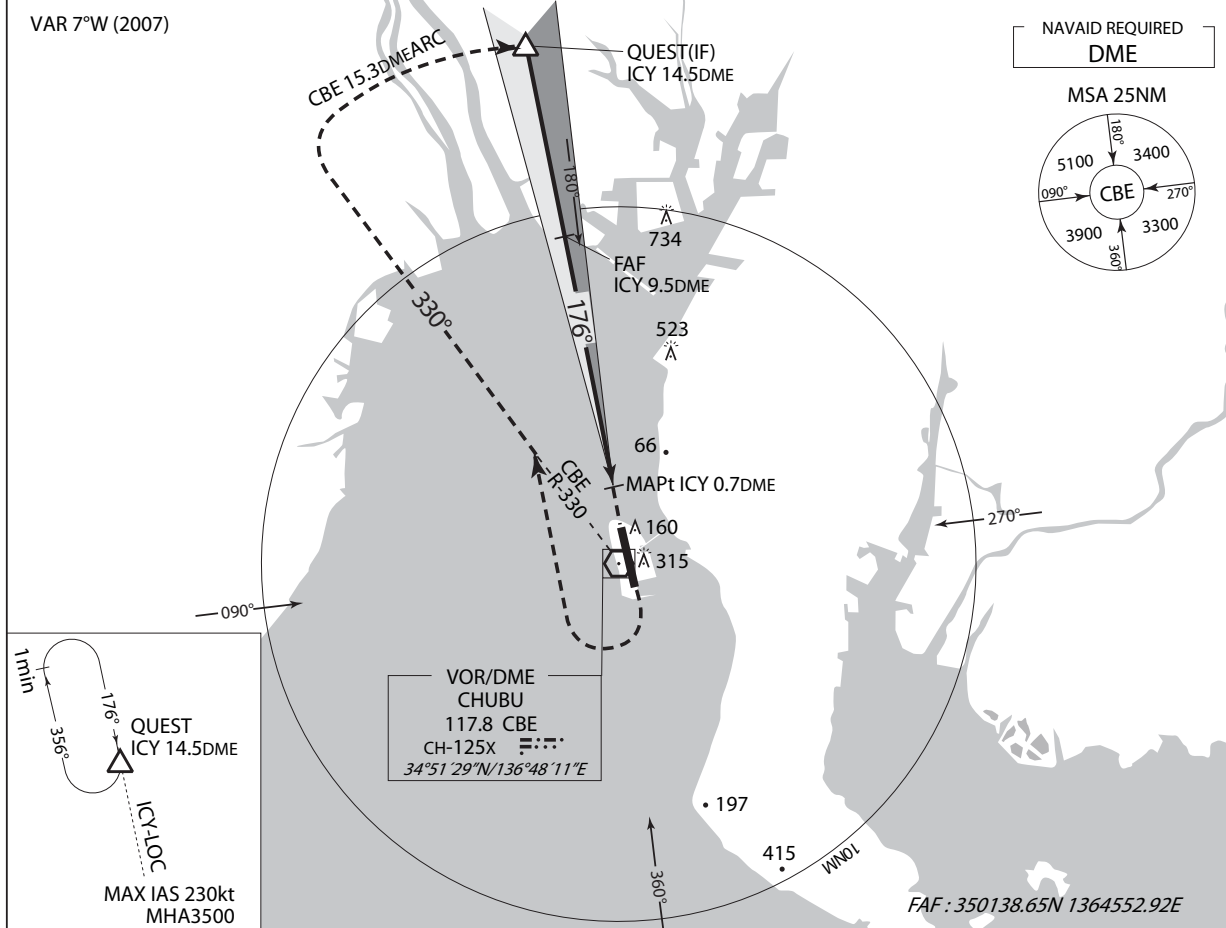 VAR 7°W (2007)
NAVAID REQUIRED
DME
MSA 25NM
180°
5100
3400
090°
CBE
270°
3900
3300
360°
CBE 15.3DMEARC
QUEST(IF)
ICY 14.5DME
180°
734
FAF
ICY 9.5DME
330°
176°
523
66
CBE
R-330
MAPt ICY 0.7DME
160
315
270°
090°
VOR/DME
CHUBU
117.8 CBE
CH-125X
34°51´29″N/136°48´11″E
1min
176°
356°
QUEST
ICY 14.5DME
ICY-LOC
MAX IAS 230kt
MHA3500
197
415
10NM
360°
FAF : 350138.65N 1364552.92E